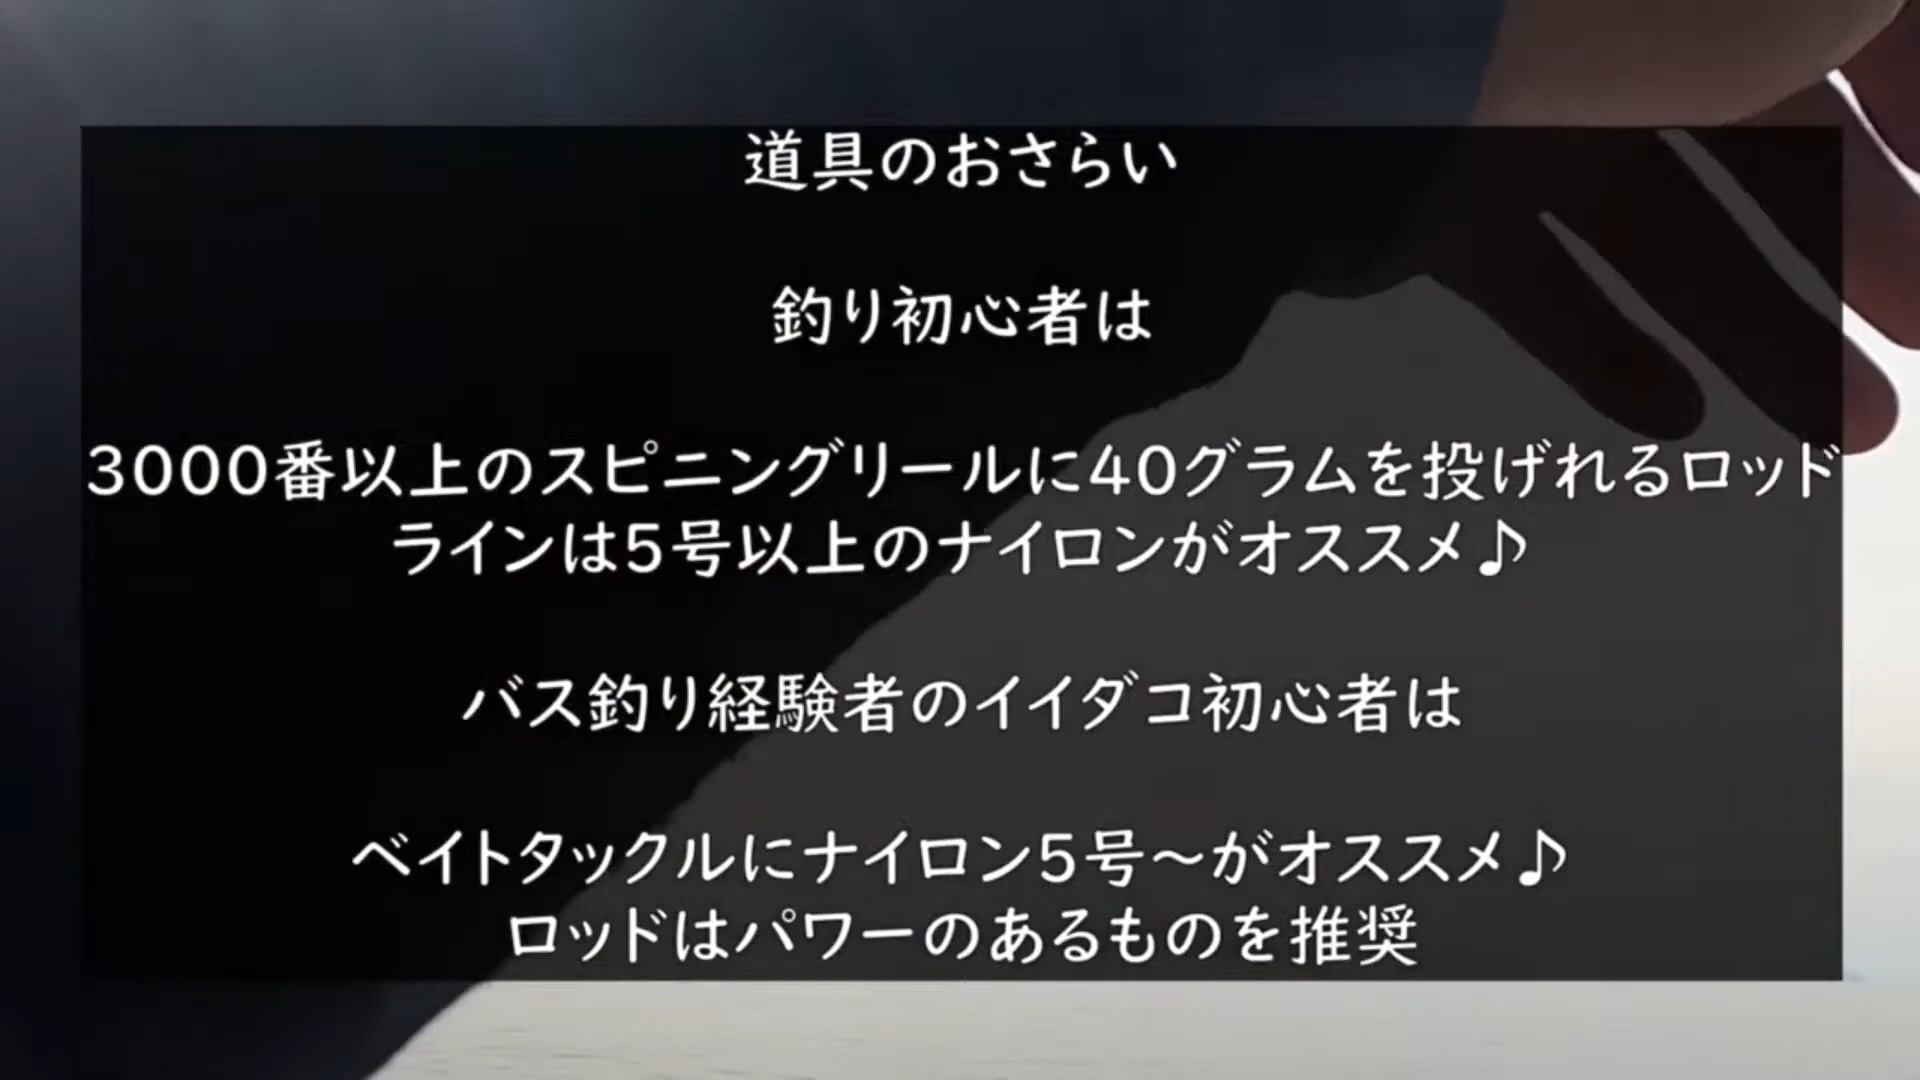 道具のおさらい
釣り初心者は
3000番以上のスピニングリールに40グラムを投げれるロッド
ラインは5号以上のナイロンがオススメ♪
バス釣り経験者のイイダコ初心者は
ベイトタックルにナイロン5号～がオススメ♪
ロッドはパワーのあるものを推奨